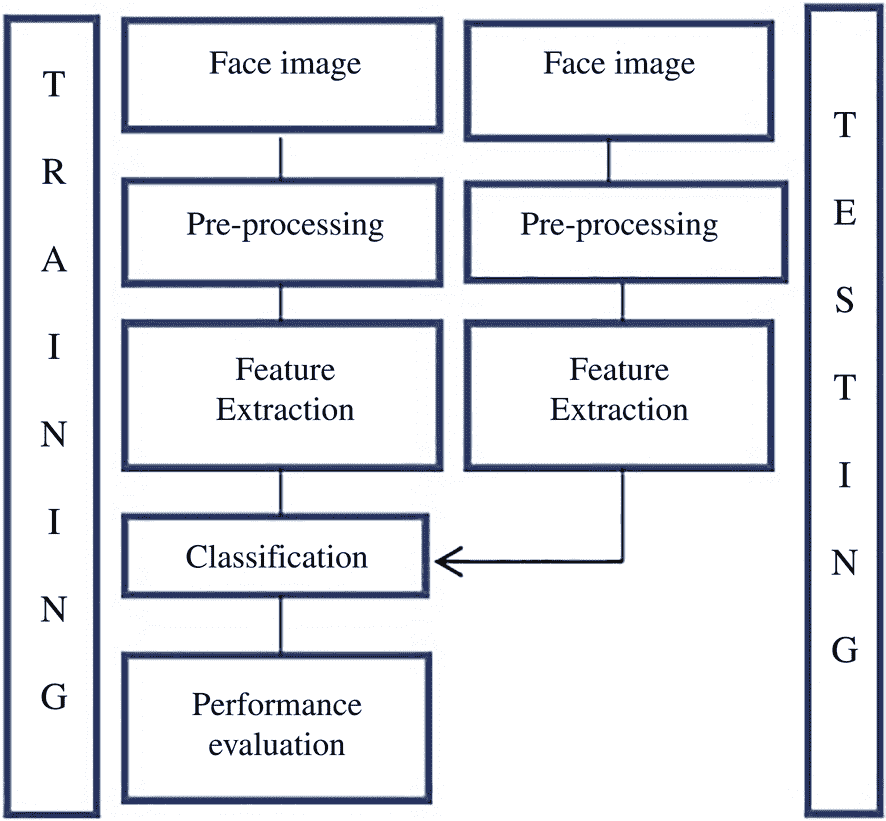 TRAINING
Face image
Pre-processing
Feature
Extraction
Classification
Performance
evaluation
Face image
Pre-processing
Feature
Extraction
TESTING